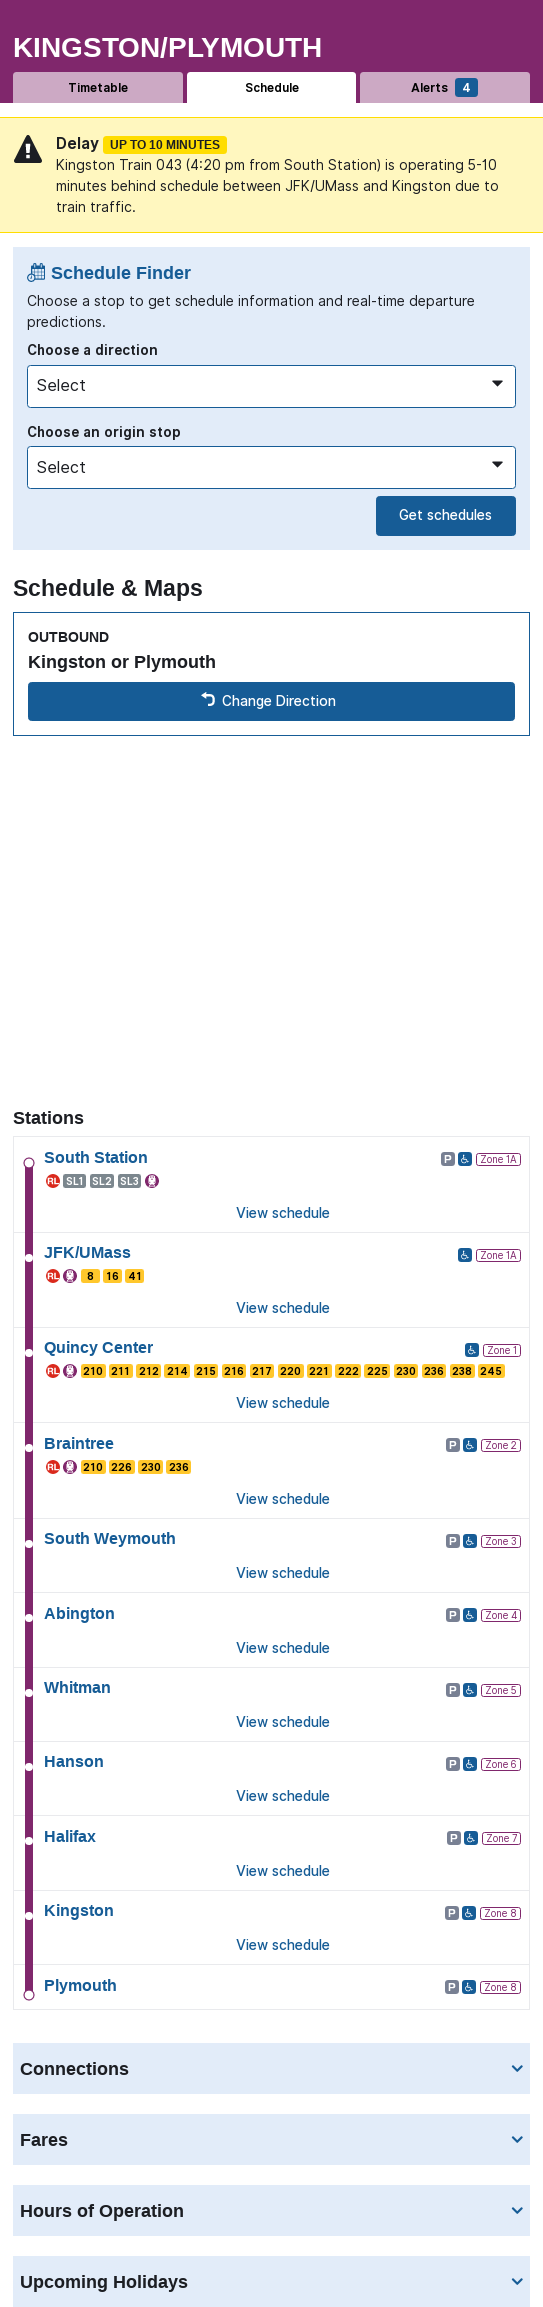 KINGSTON/PLYMOUTH
Timetable
Schedule
Alerts 4
Delay UP TO 10 MINUTES
Kingston Train 043 (4:20 pm from South Station) is operating 5-10
minutes behind schedule between JFK/UMass and Kingston due to
train traffic.
Schedule Finder
Choose a stop to get schedule information and real-time departure
predictions.
Choose a direction
Select
Choose an origin stop
Select
Get schedules
Schedule & Maps
OUTBOUND
Kingston or Plymouth
Change Direction
Stations
South Station P Zone 1A
RL SL1 SL2 SL3
View schedule
JFK/UMass Zone 1A
RL 8 16 41
View schedule
Quincy Center Zone 1
RL 210 211 212 214 215 216 217 220 221 222 225 230 236 238 245
View schedule
Braintree P Zone 2
RL 210 226 230 236
View schedule
South Weymouth P Zone 3
View schedule
Abington P Zone 4
View schedule
Whitman P Zone 5
View schedule
Hanson P Zone 6
View schedule
Halifax P Zone 7
View schedule
Kingston P Zone 8
View schedule
Plymouth P Zone 8
Connections
Fares
Hours of Operation
Upcoming Holidays